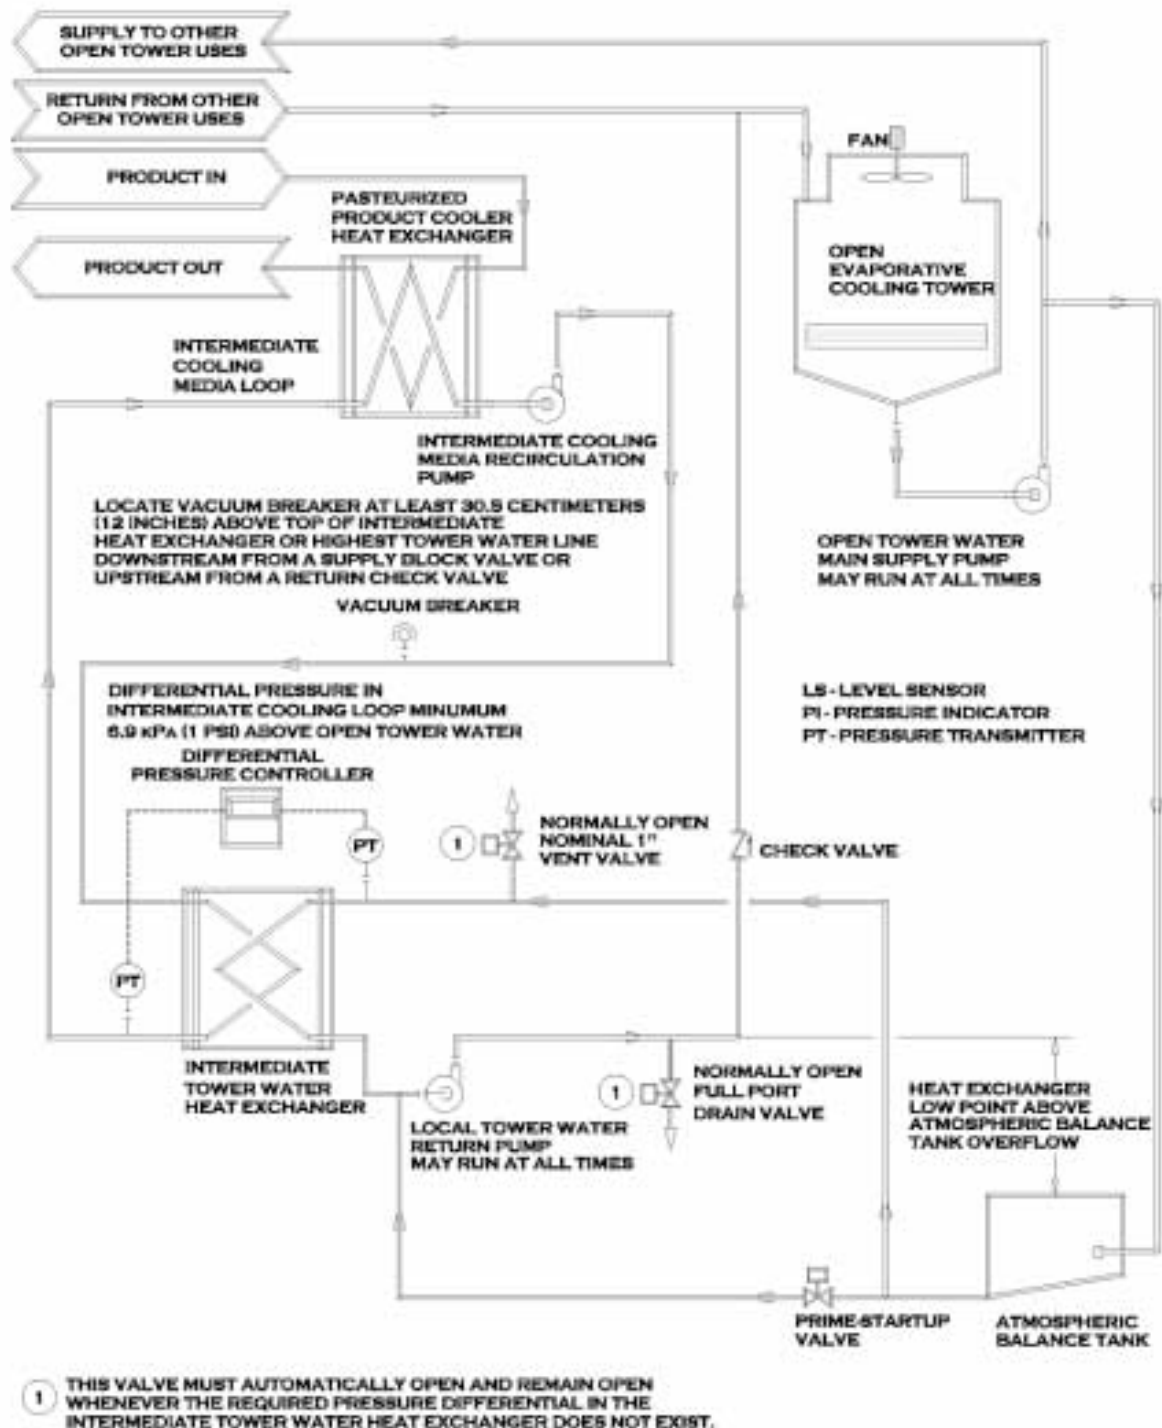 SUPPLY TO OTHER
OPEN TOWER USES
RETURN FROM OTHER
OPEN TOWER USES
PRODUCT IN
PRODUCT OUT
PASTEURIZED
PRODUCT COOLER
HEAT EXCHANGER
FAN
OPEN
EVAPORATIVE
COOLING TOWER
INTERMEDIATE
COOLING
MEDIA LOOP
INTERMEDIATE COOLING
MEDIA RECIRCULATION
PUMP
LOCATE VACUUM BREAKER AT LEAST 30.5 CENTIMETERS
(12 INCHES) ABOVE TOP OF INTERMEDIATE
HEAT EXCHANGER OR HIGHEST TOWER WATER LINE
DOWNSTREAM FROM A SUPPLY BLOCK VALVE OR
UPSTREAM FROM A RETURN CHECK VALVE
OPEN TOWER WATER
MAIN SUPPLY PUMP
MAY RUN AT ALL TIMES
VACUUM BREAKER
DIFFERENTIAL PRESSURE IN
INTERMEDIATE COOLING LOOP MINUMUM
6.9 KPA (1 PSI) ABOVE OPEN TOWER WATER
LS - LEVEL SENSOR
PI - PRESSURE INDICATOR
PT - PRESSURE TRANSMITTER
DIFFERENTIAL
PRESSURE CONTROLLER
PT
1
NORMALLY OPEN
NOMINAL 1"
VENT VALVE
CHECK VALVE
PT
INTERMEDIATE
TOWER WATER
HEAT EXCHANGER
LOCAL TOWER WATER
RETURN PUMP
MAY RUN AT ALL TIMES
1
NORMALLY OPEN
FULL PORT
DRAIN VALVE
HEAT EXCHANGER
LOW POINT ABOVE
ATMOSPHERIC BALANCE
TANK OVERFLOW
PRIME-STARTUP
VALVE
ATMOSPHERIC
BALANCE TANK
1 THIS VALVE MUST AUTOMATICALLY OPEN AND REMAIN OPEN
WHENEVER THE REQUIRED PRESSURE DIFFERENTIAL IN THE
INTERMEDIATE TOWER WATER HEAT EXCHANGER DOES NOT EXIST.